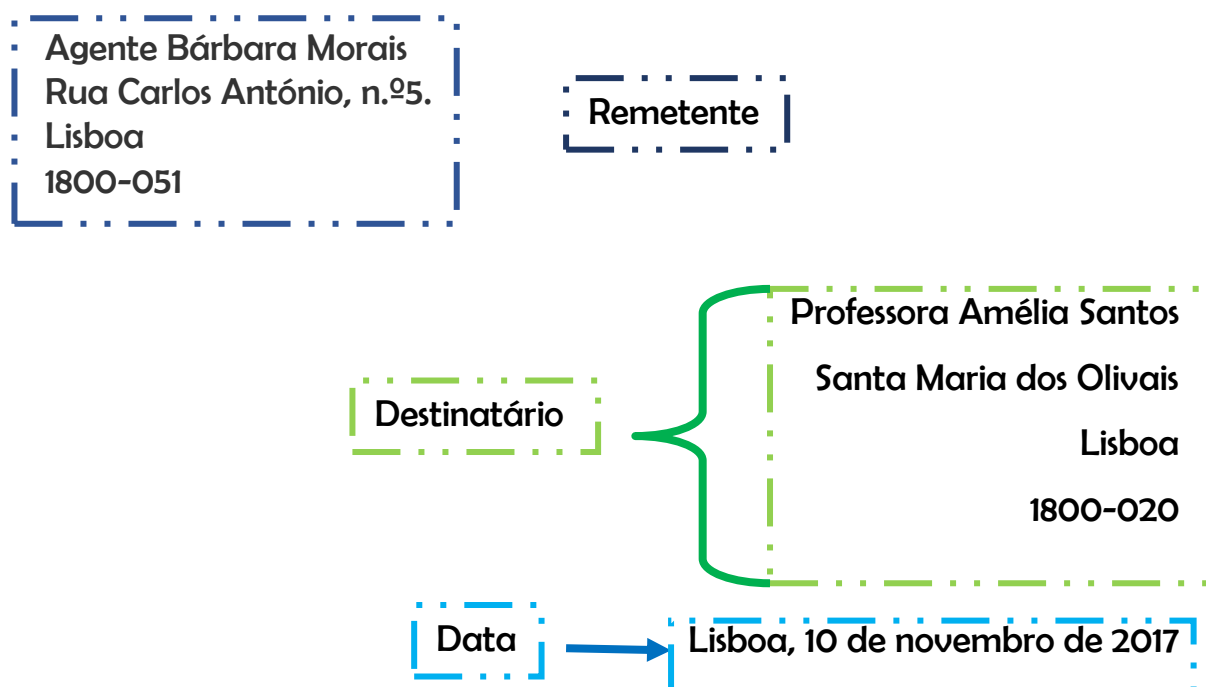 Agente Bárbara Morais
Rua Carlos António, n.º5.
Lisboa
1800-051
Remetente
Professora Amélia Santos
Santa Maria dos Olivais
Lisboa
1800-020
Destinatário
Data
Lisboa, 10 de novembro de 2017